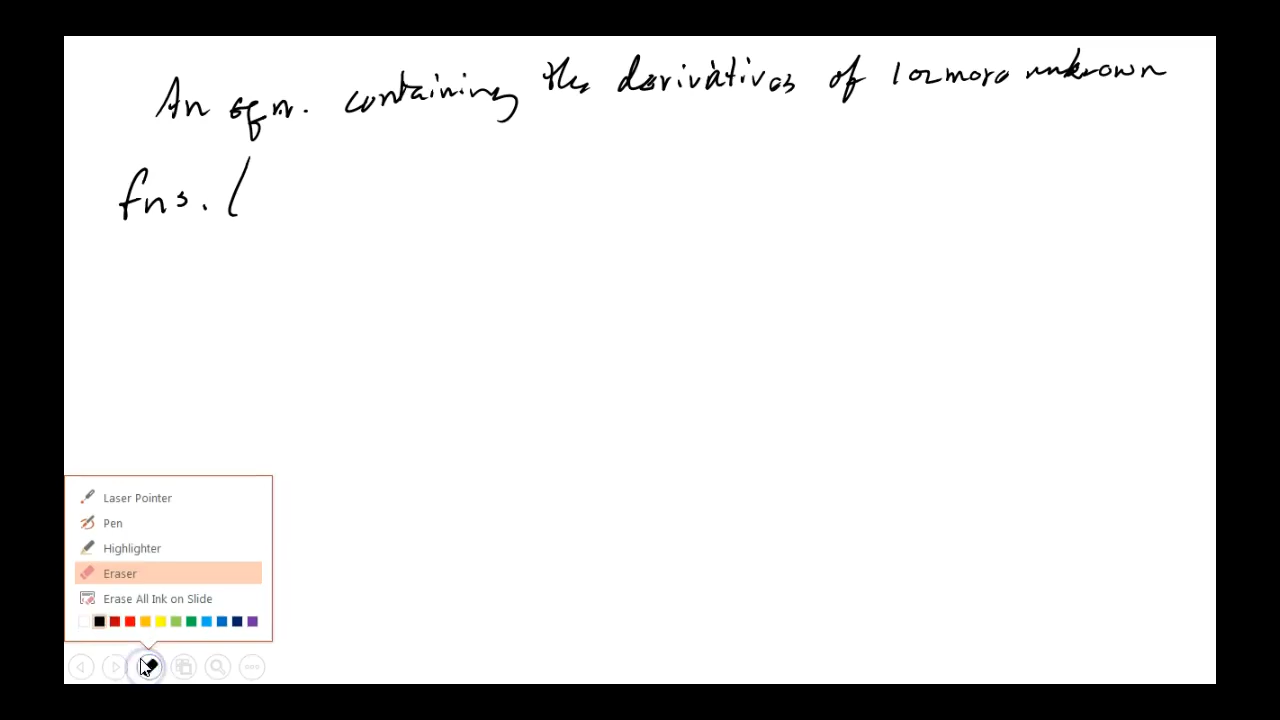 An eqn. containing the derivatives of 1 or more unknown
fns. (
Laser Pointer
Pen
Highlighter
Eraser
Erase All Ink on Slide